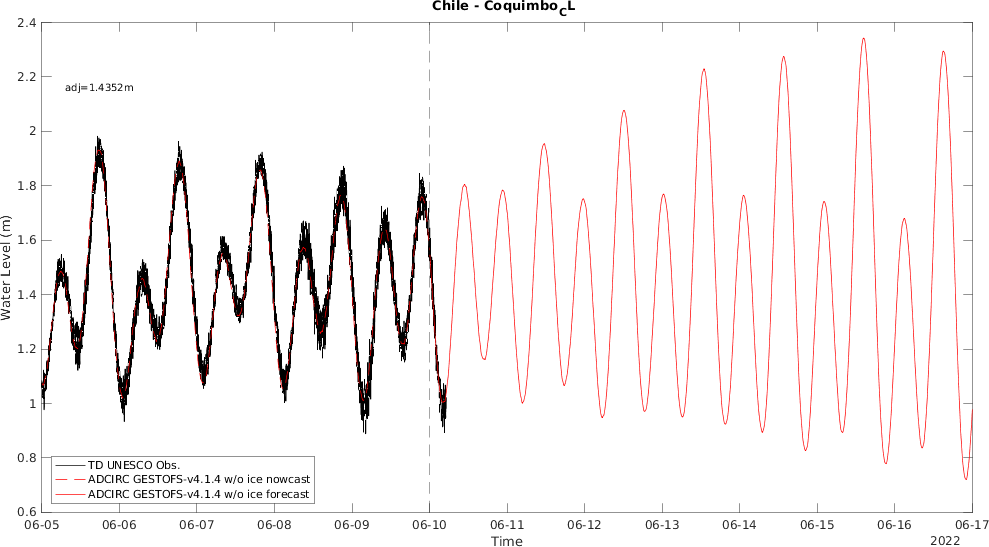 Chile - Coquimbo_CL
2.4
2.2
2
1.8
1.6
1.4
1.2
1
0.8
0.6
Water Level (m)
adj=1.4352m
TD UNESCO Obs.
ADCIRC GESTOFS-v4.1.4 w/o ice nowcast
ADCIRC GESTOFS-v4.1.4 w/o ice forecast
06-05 06-06 06-07 06-08 06-09 06-10 06-11 06-12 06-13 06-14 06-15 06-16 06-17
Time
2022